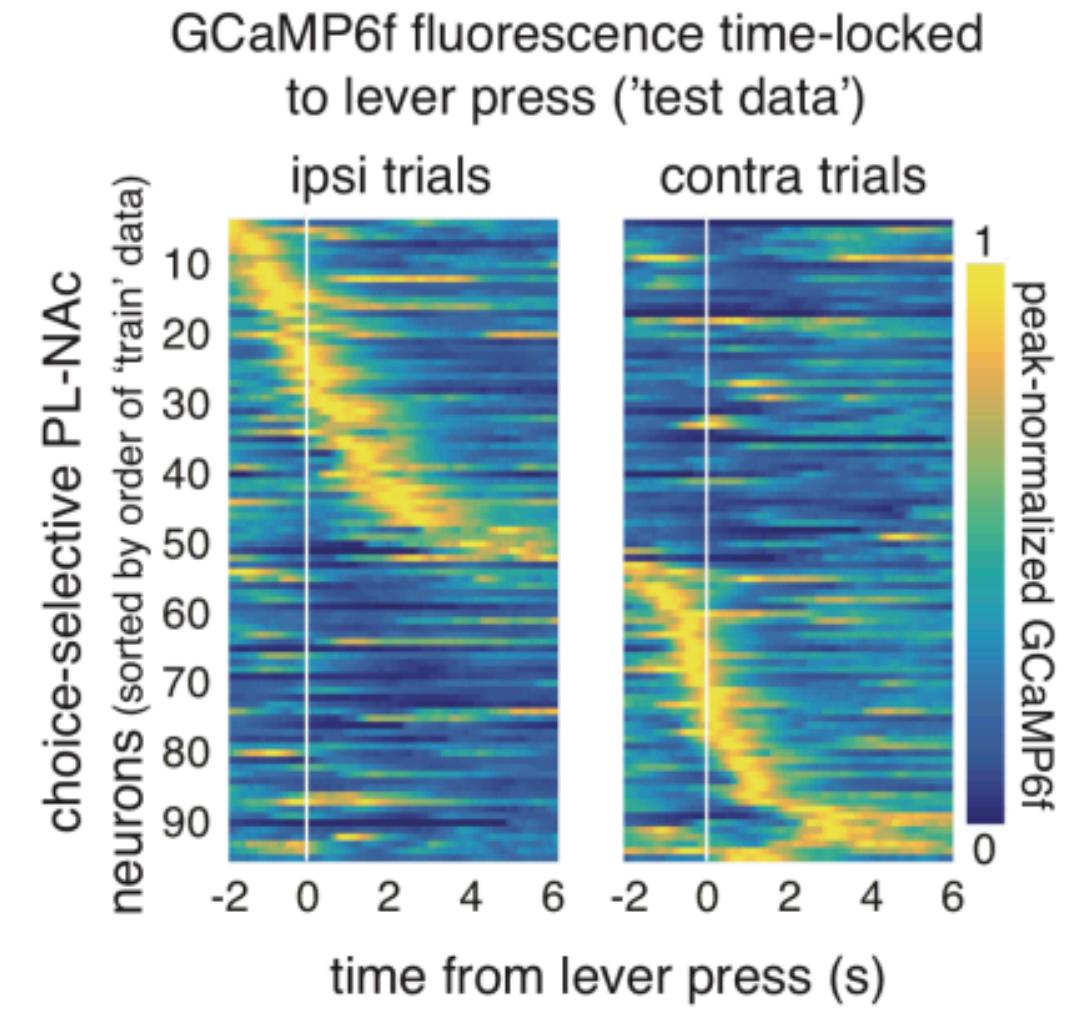 GCaMP6f fluorescence time-locked
to lever press ('test data')
ipsi trials
contra trials
choice-selective PL-NAc
neurons (sorted by order of 'train' data)
10
20
30
40
50
60
70
80
90
1
0
peak-normalized GCaMP6f
-2 0 2 4 6
-2 0 2 4 6
time from lever press (s)